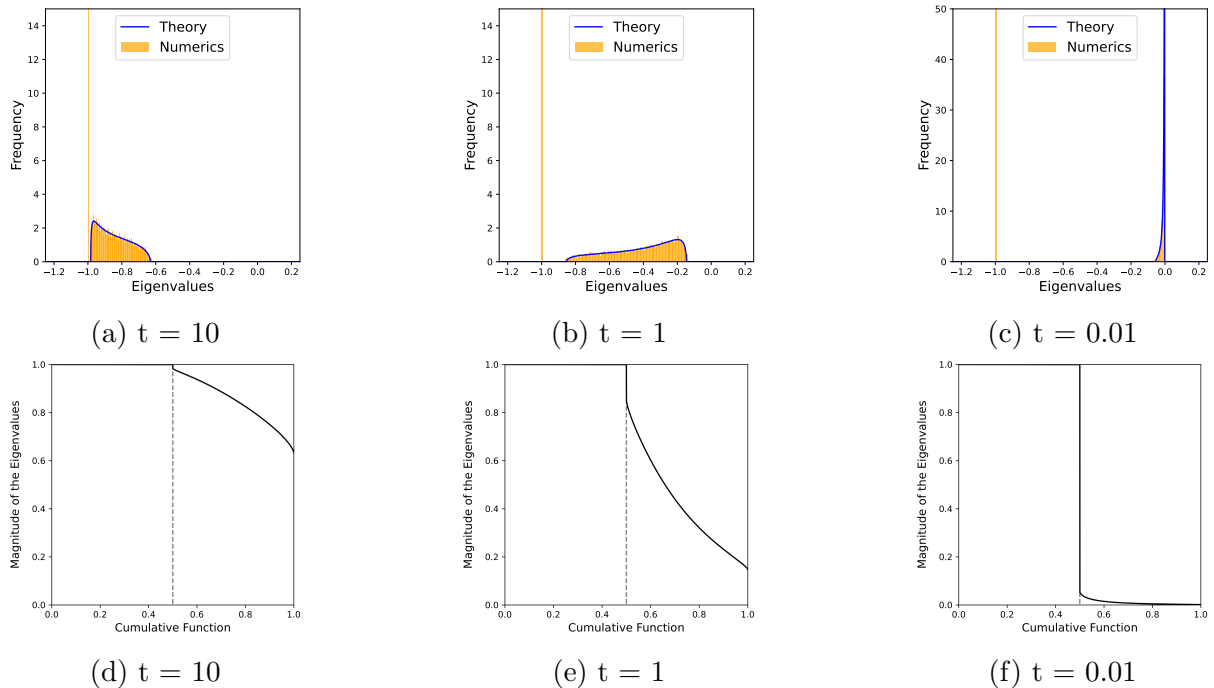 14
12
10
8
6
4
2
0
Frequency
Theory
Numerics
−1.2 −1.0 −0.8 −0.6 −0.4 −0.2 0.0 0.2
Eigenvalues
(a) t = 10
14
12
10
8
6
4
2
0
Frequency
Theory
Numerics
−1.2 −1.0 −0.8 −0.6 −0.4 −0.2 0.0 0.2
Eigenvalues
(b) t = 1
50
40
30
20
10
0
Frequency
Theory
Numerics
−1.2 −1.0 −0.8 −0.6 −0.4 −0.2 0.0 0.2
Eigenvalues
(c) t = 0.01
1.0
0.8
0.6
0.4
0.2
0.0
Magnitude of the Eigenvalues
0.0 0.2 0.4 0.6 0.8 1.0
Cumulative Function
(d) t = 10
1.0
0.8
0.6
0.4
0.2
0.0
Magnitude of the Eigenvalues
0.0 0.2 0.4 0.6 0.8 1.0
Cumulative Function
(e) t = 1
1.0
0.8
0.6
0.4
0.2
0.0
Magnitude of the Eigenvalues
0.0 0.2 0.4 0.6 0.8 1.0
Cumulative Function
(f) t = 0.01